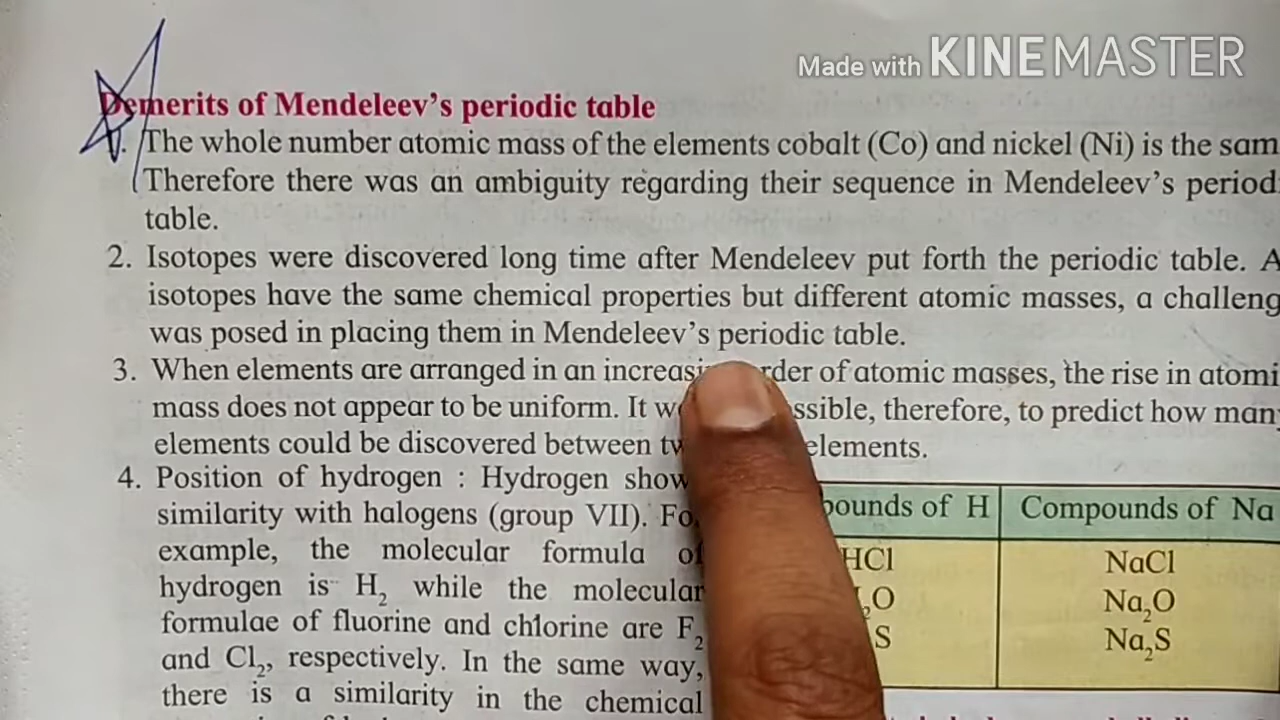 Made with KINEMASTER
Demerits of Mendeleev's periodic table
1. The whole number atomic mass of the elements cobalt (Co) and nickel (Ni) is the sam
Therefore there was an ambiguity regarding their sequence in Mendeleev's period
table.
2. Isotopes were discovered long time after Mendeleev put forth the periodic table. A
isotopes have the same chemical properties but different atomic masses, a challeng
was posed in placing them in Mendeleev's periodic table.
3. When elements are arranged in an increasi rder of atomic masses, the rise in atomi
mass does not appear to be uniform. It w ssible, therefore, to predict how many
elements could be discovered between tw elements.
4. Position of hydrogen : Hydrogen show
similarity with halogens (group VII). Fo
example, the molecular formula of
hydrogen is H₂ while the molecular
formulae of fluorine and chlorine are F₂
and Cl₂, respectively. In the same way,
there is a similarity in the chemical
pounds of H Compounds of Na
HCl NaCl
₂O Na₂O
S Na₂S